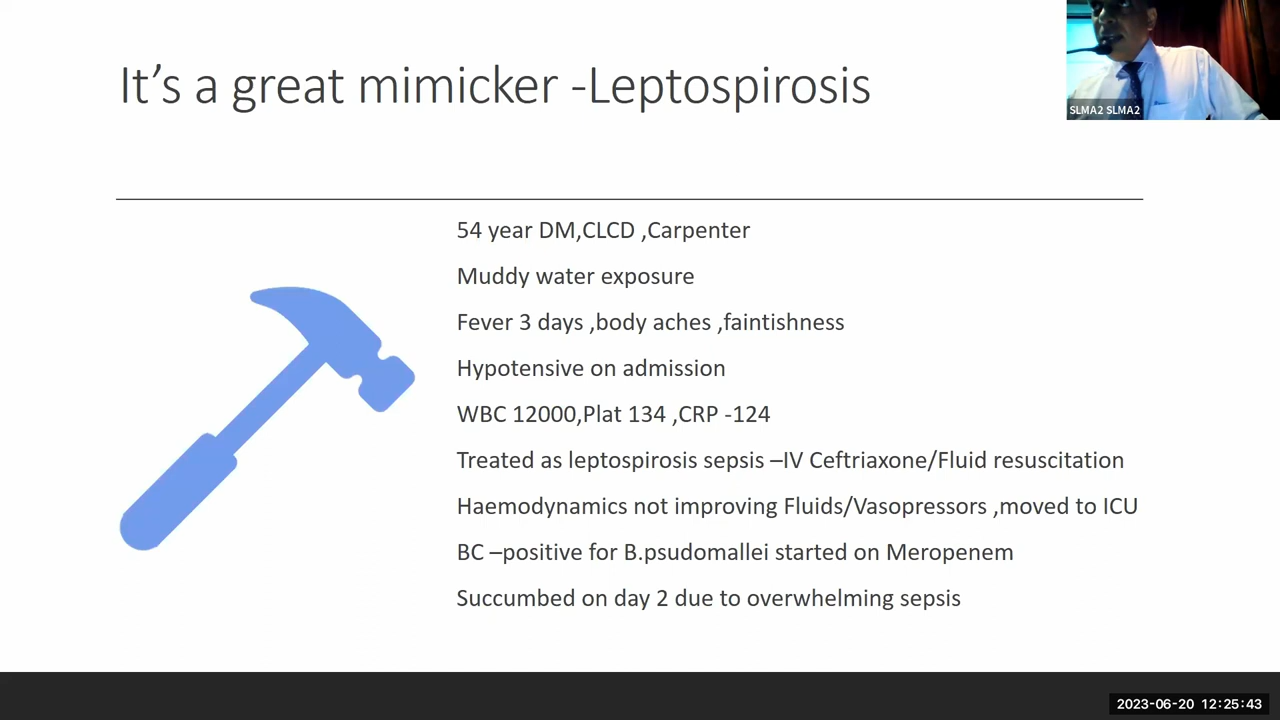 It's a great mimicker -Leptospirosis
SLMA2 SLMA2
54 year DM,CLCD ,Carpenter
Muddy water exposure
Fever 3 days ,body aches ,faintishness
Hypotensive on admission
WBC 12000,Plat 134 ,CRP -124
Treated as leptospirosis sepsis –IV Ceftriaxone/Fluid resuscitation
Haemodynamics not improving Fluids/Vasopressors ,moved to ICU
BC –positive for B.psudomallei started on Meropenem
Succumbed on day 2 due to overwhelming sepsis
2023-06-20 12:25:43